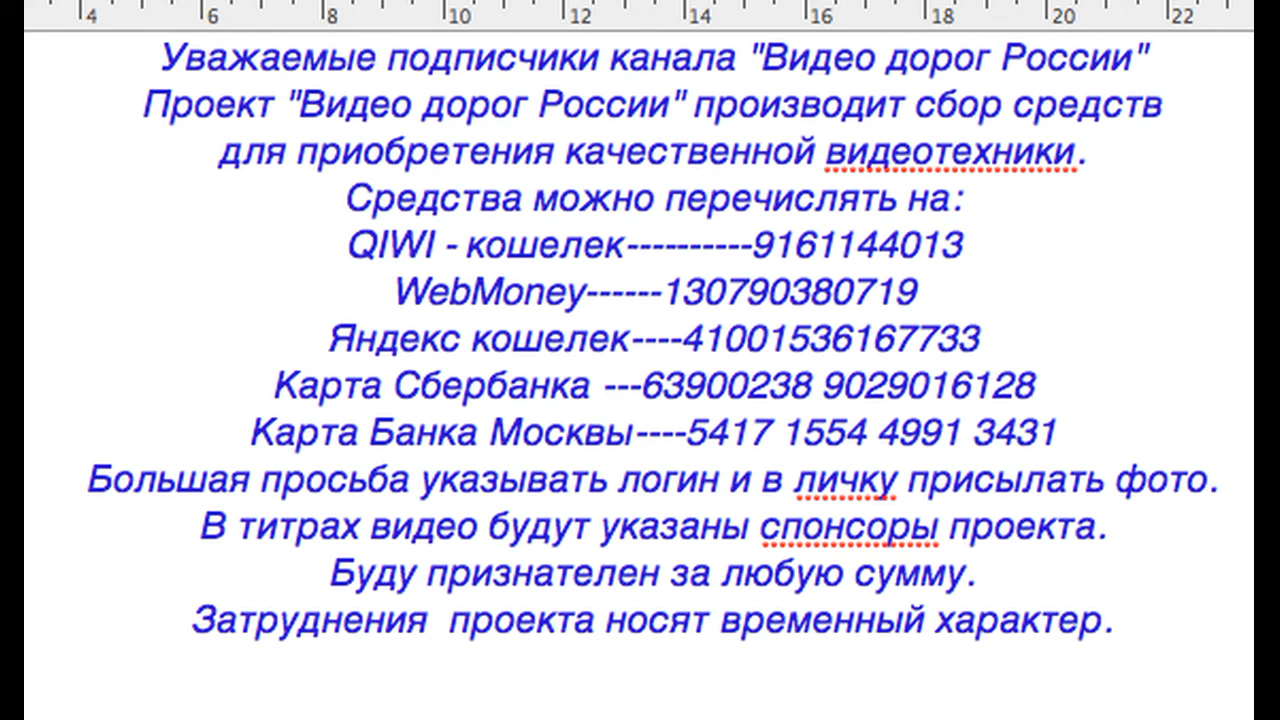 4 6 8 10 12 14 16 18 20 22
Уважаемые подписчики канала "Видео дорог России"
Проект "Видео дорог России" производит сбор средств
для приобретения качественной видеотехники.
Средства можно перечислять на:
QIWI - кошелек----------9161144013
WebMoney------130790380719
Яндекс кошелек----41001536167733
Карта Сбербанка ---63900238 9029016128
Карта Банка Москвы----5417 1554 4991 3431
Большая просьба указывать логин и в личку присылать фото.
В титрах видео будут указаны спонсоры проекта.
Буду признателен за любую сумму.
Затруднения  проекта носят временный характер.